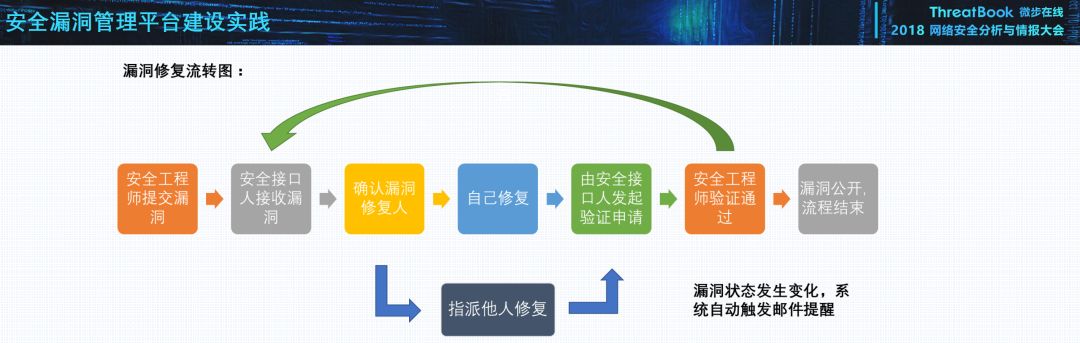 安全漏洞管理平台建设实践
ThreatBook 微步在线
2018 网络安全分析与情报大会
漏洞修复流转图：
安全工程
师提交漏
洞
安全接口
人接收漏
洞
确认漏洞
修复人
自己修复
由安全接
口人发起
验证申请
安全工程
师验证通
过
漏洞公开,
流程结束
指派他人修复
漏洞状态发生变化，系
统自动触发邮件提醒